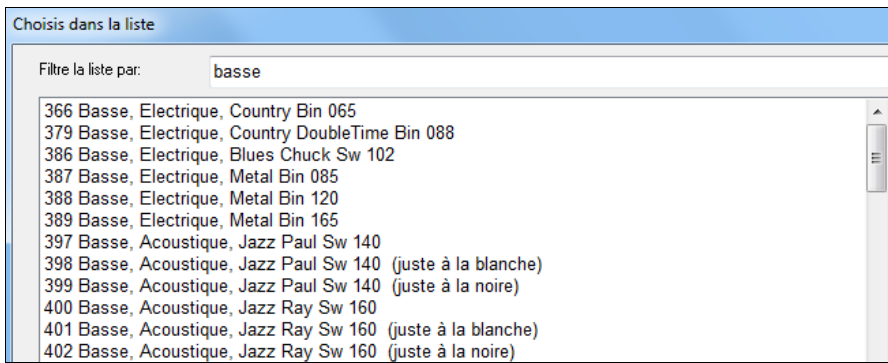 Choisis dans la liste
Filtre la liste par: basse
366 Basse, Electrique, Country Bin 065
379 Basse, Electrique, Country DoubleTime Bin 088
386 Basse, Electrique, Blues Chuck Sw 102
387 Basse, Electrique, Metal Bin 085
388 Basse, Electrique, Metal Bin 120
389 Basse, Electrique, Metal Bin 165
397 Basse, Acoustique, Jazz Paul Sw 140
398 Basse, Acoustique, Jazz Paul Sw 140 (juste à la blanche)
399 Basse, Acoustique, Jazz Paul Sw 140 (juste à la noire)
400 Basse, Acoustique, Jazz Ray Sw 160
401 Basse, Acoustique, Jazz Ray Sw 160 (juste à la blanche)
402 Basse, Acoustique, Jazz Ray Sw 160 (juste à la noire)